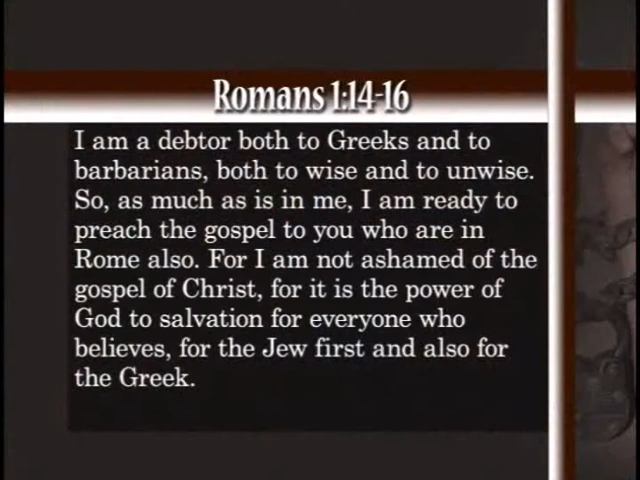 Romans 1:14-16
I am a debtor both to Greeks and to
barbarians, both to wise and to unwise.
So, as much as is in me, I am ready to
preach the gospel to you who are in
Rome also. For I am not ashamed of the
gospel of Christ, for it is the power of
God to salvation for everyone who
believes, for the Jew first and also for
the Greek.